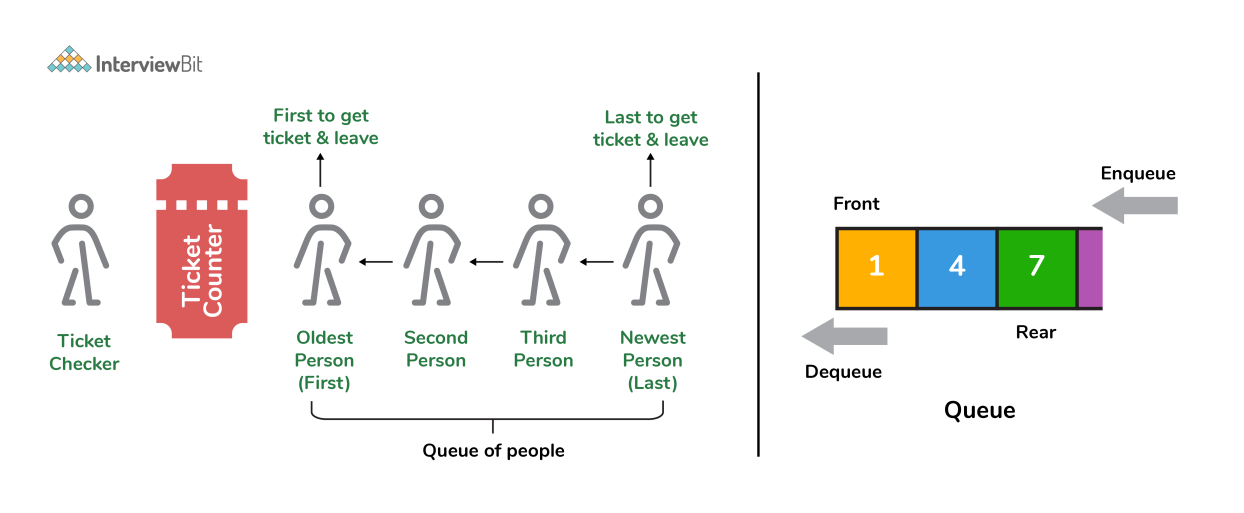 InterviewBit
First to get
ticket & leave
Last to get
ticket & leave
Ticket
Counter
Ticket
Checker
Oldest
Person
(First)
Second
Person
Third
Person
Newest
Person
(Last)
Queue of people
Enqueue
Front
1 4 7
Rear
Dequeue
Queue